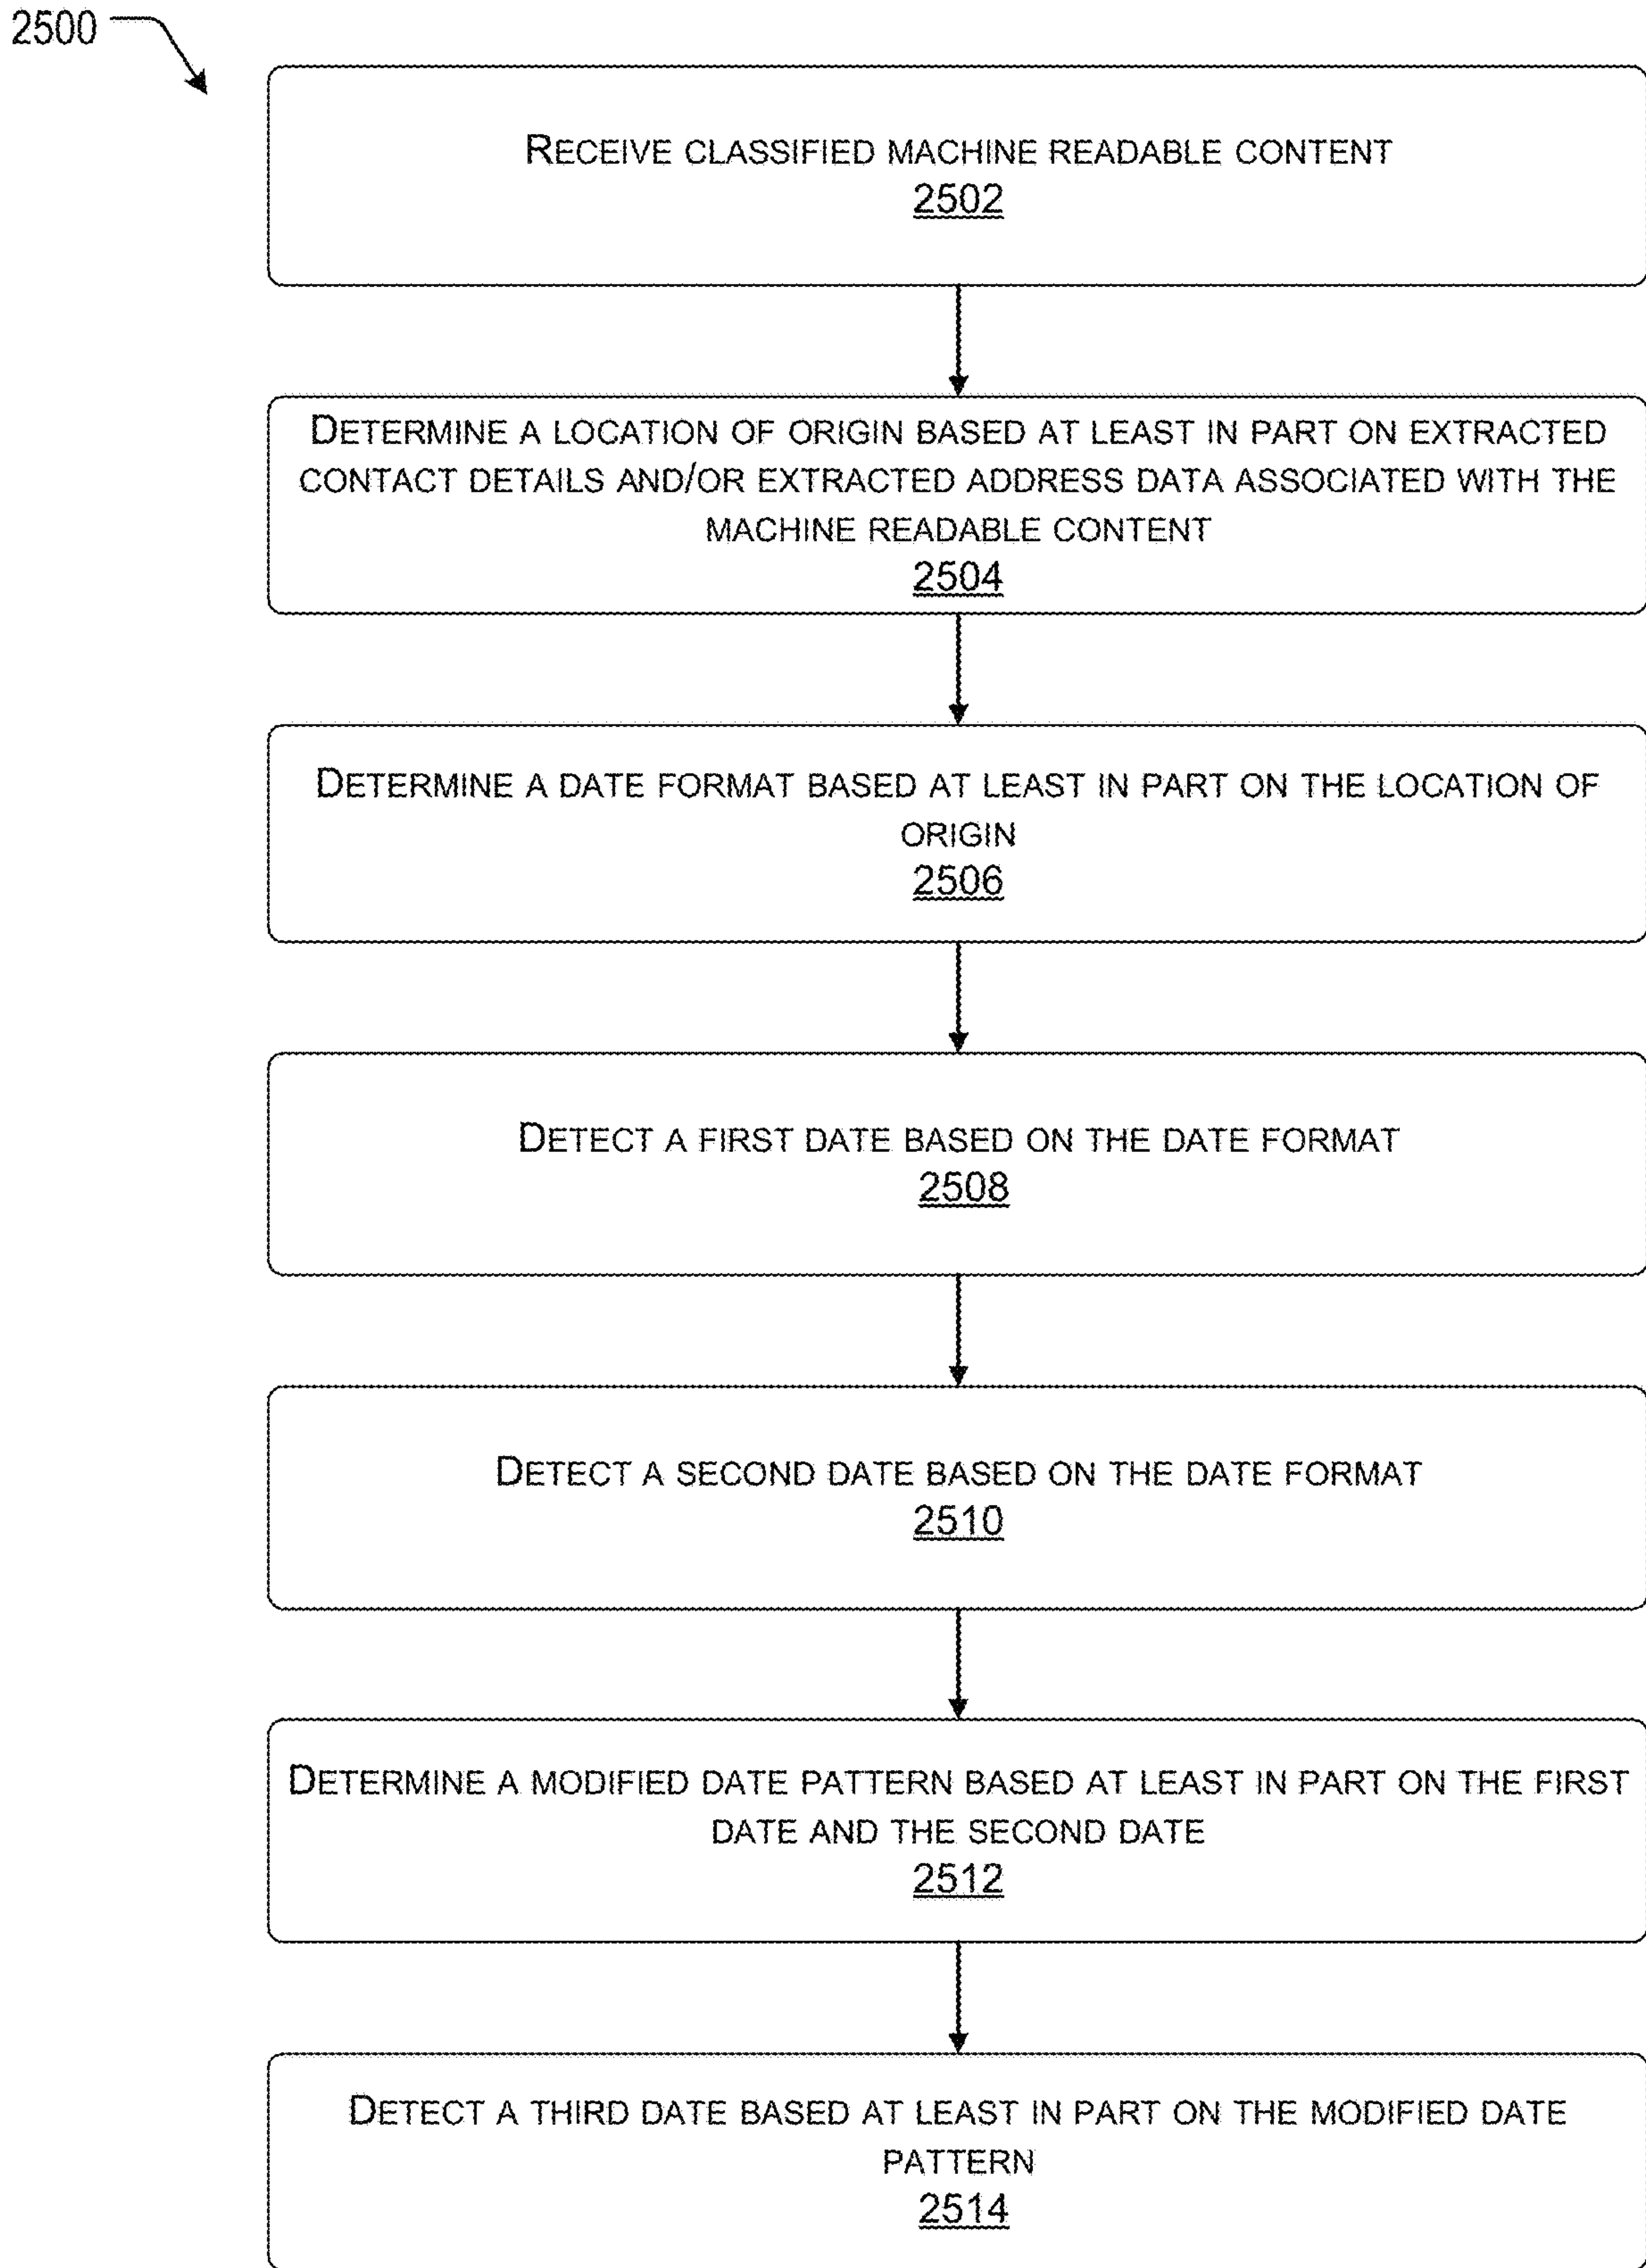 2500
RECEIVE CLASSIFIED MACHINE READABLE CONTENT
2502
DETERMINE A LOCATION OF ORIGIN BASED AT LEAST IN PART ON EXTRACTED
CONTACT DETAILS AND/OR EXTRACTED ADDRESS DATA ASSOCIATED WITH THE
MACHINE READABLE CONTENT
2504
DETERMINE A DATE FORMAT BASED AT LEAST IN PART ON THE LOCATION OF
ORIGIN
2506
DETECT A FIRST DATE BASED ON THE DATE FORMAT
2508
DETECT A SECOND DATE BASED ON THE DATE FORMAT
2510
DETERMINE A MODIFIED DATE PATTERN BASED AT LEAST IN PART ON THE FIRST
DATE AND THE SECOND DATE
2512
DETECT A THIRD DATE BASED AT LEAST IN PART ON THE MODIFIED DATE
PATTERN
2514